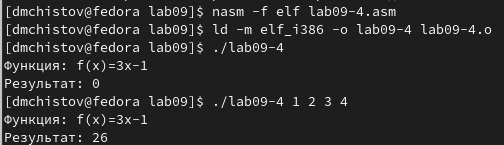 [dmchistov@fedora lab09]$ nasm -f elf lab09-4.asm
[dmchistov@fedora lab09]$ ld -m elf_i386 -o lab09-4 lab09-4.o
[dmchistov@fedora lab09]$ ./lab09-4
Функция: f(x)=3x-1
Результат: 0
[dmchistov@fedora lab09]$ ./lab09-4 1 2 3 4
Функция: f(x)=3x-1
Результат: 26